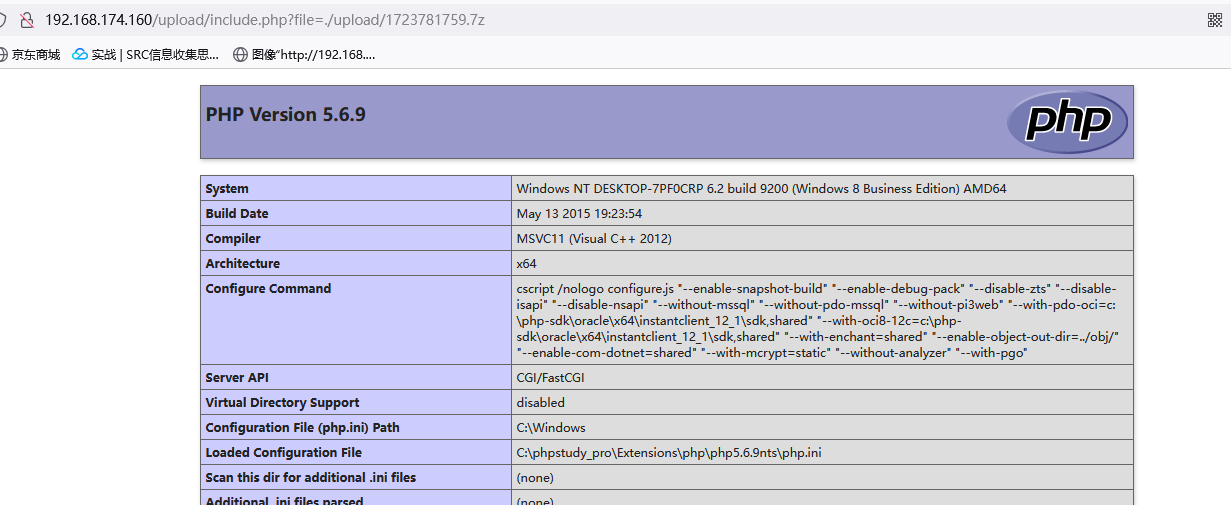 192.168.174.160/upload/include.php?file=./upload/1723781759.7z
京东商城 实战 | SRC信息收集思... 图像"http://192.168....
PHP Version 5.6.9
php
System Windows NT DESKTOP-7PF0CRP 6.2 build 9200 (Windows 8 Business Edition) AMD64
Build Date May 13 2015 19:23:54
Compiler MSVC11 (Visual C++ 2012)
Architecture x64
Configure Command cscript /nologo configure.js "--enable-snapshot-build" "--enable-debug-pack" "--disable-zts" "--disable-
isapi" "--disable-nsapi" "--without-mssql" "--without-pdo-mssql" "--without-pi3web" "--with-pdo-oci=c:
\php-sdk\oracle\x64\instantclient_12_1\sdk,shared" "--with-oci8-12c=c:\php-
sdk\oracle\x64\instantclient_12_1\sdk,shared" "--with-enchant=shared" "--enable-object-out-dir=../obj/"
"--enable-com-dotnet=shared" "--with-mcrypt=static" "--without-analyzer" "--with-pgo"
Server API CGI/FastCGI
Virtual Directory Support disabled
Configuration File (php.ini) Path C:\Windows
Loaded Configuration File C:\phpstudy_pro\Extensions\php\php5.6.9nts\php.ini
Scan this dir for additional .ini files (none)
Additional .ini files parsed (none)